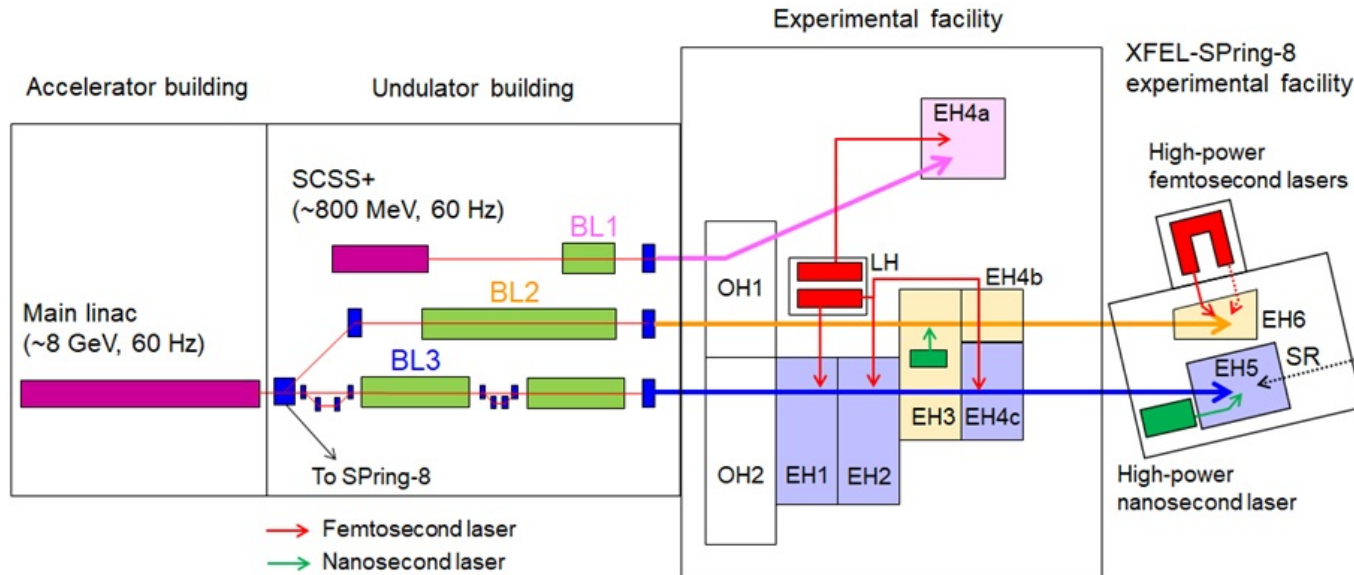 Experimental facility
XFEL-SPring-8
experimental facility
Accelerator building
Undulator building
EH4a
High-power
femtosecond lasers
SCSS+
(~800 MeV, 60 Hz)
BL1
LH
OH1
EH4b
BL2
Main linac
(~8 GeV, 60 Hz)
EH6
BL3
EH5
SR
EH3
EH4c
To SPring-8
OH2
EH1
EH2
High-power
nanosecond laser
Femtosecond laser
Nanosecond laser